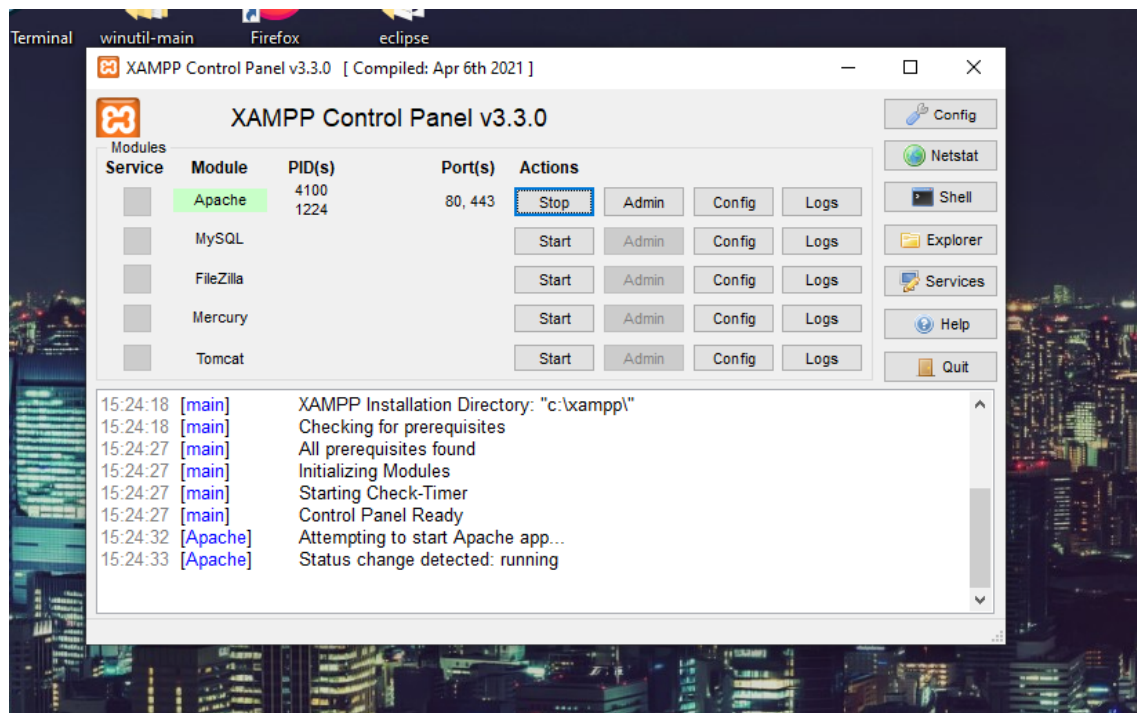 Terminal winutil-main Firefox eclipse
XAMPP Control Panel v3.3.0 [ Compiled: Apr 6th 2021 ]
XAMPP Control Panel v3.3.0
Config
Modules
Service Module PID(s) Port(s) Actions
Netstat
Apache 4100 1224 80, 443 Stop Admin Config Logs
Shell
MySQL Start Admin Config Logs
Explorer
FileZilla Start Admin Config Logs
Services
Mercury Start Admin Config Logs
Help
Tomcat Start Admin Config Logs
Quit
15:24:18 [main] XAMPP Installation Directory: "c:\xampp\"
15:24:18 [main] Checking for prerequisites
15:24:27 [main] All prerequisites found
15:24:27 [main] Initializing Modules
15:24:27 [main] Starting Check-Timer
15:24:27 [main] Control Panel Ready
15:24:32 [Apache] Attempting to start Apache app...
15:24:33 [Apache] Status change detected: running